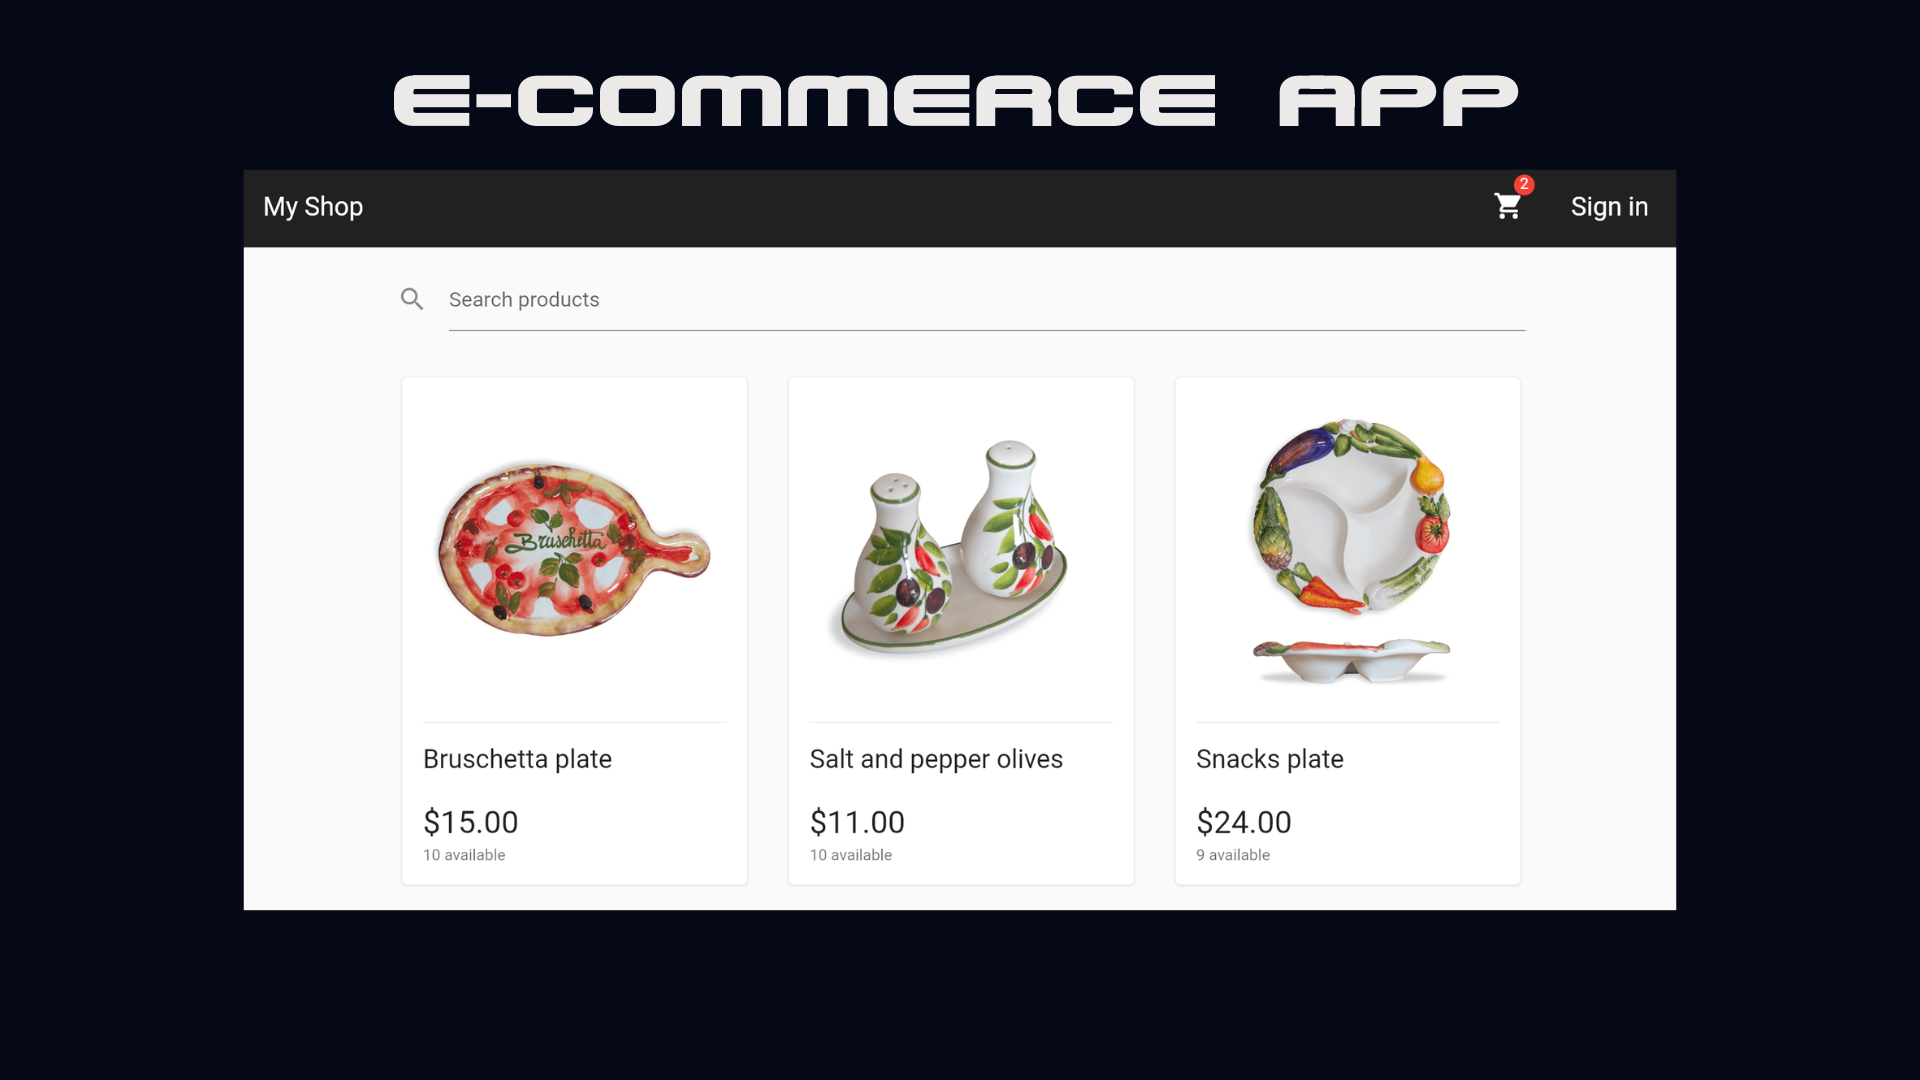 E-COMMERCE APP
My Shop
2
Sign in
Search products
Bruschetta
Bruschetta plate
$15.00
10 available
Salt and pepper olives
$11.00
10 available
Snacks plate
$24.00
9 available